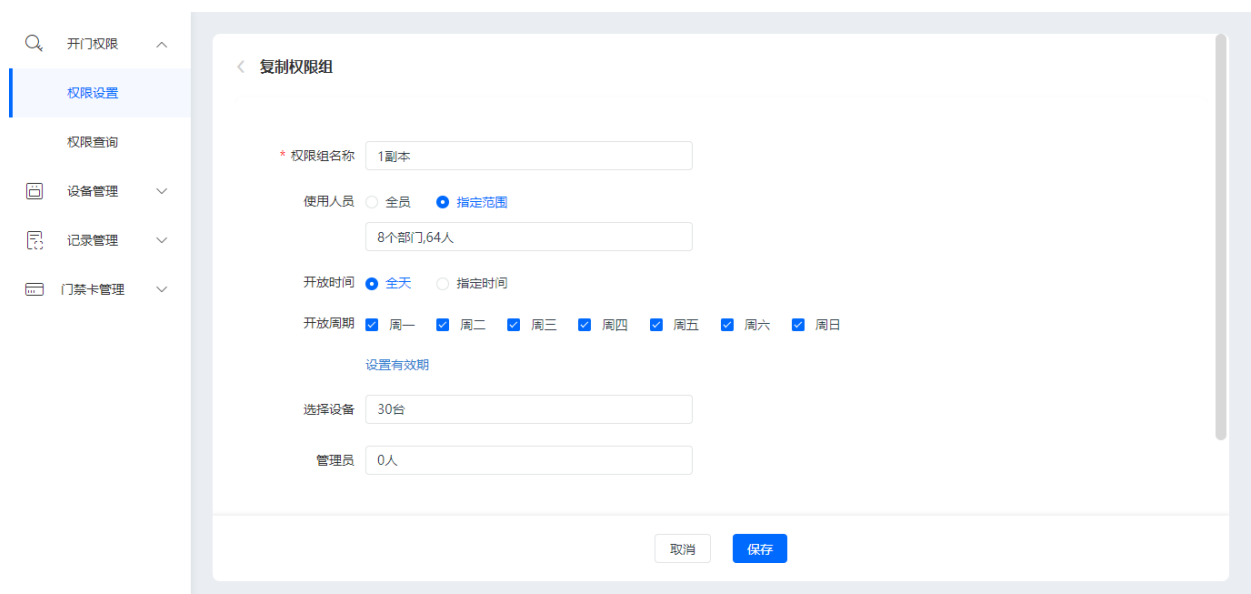 开门权限
权限设置
权限查询
设备管理
记录管理
门禁卡管理
复制权限组
* 权限组名称 1副本
使用人员 全员 指定范围
8个部门,64人
开放时间 全天 指定时间
开放周期 周一 周二 周三 周四 周五 周六 周日
设置有效期
选择设备 30台
管理员 0人
取消 保存